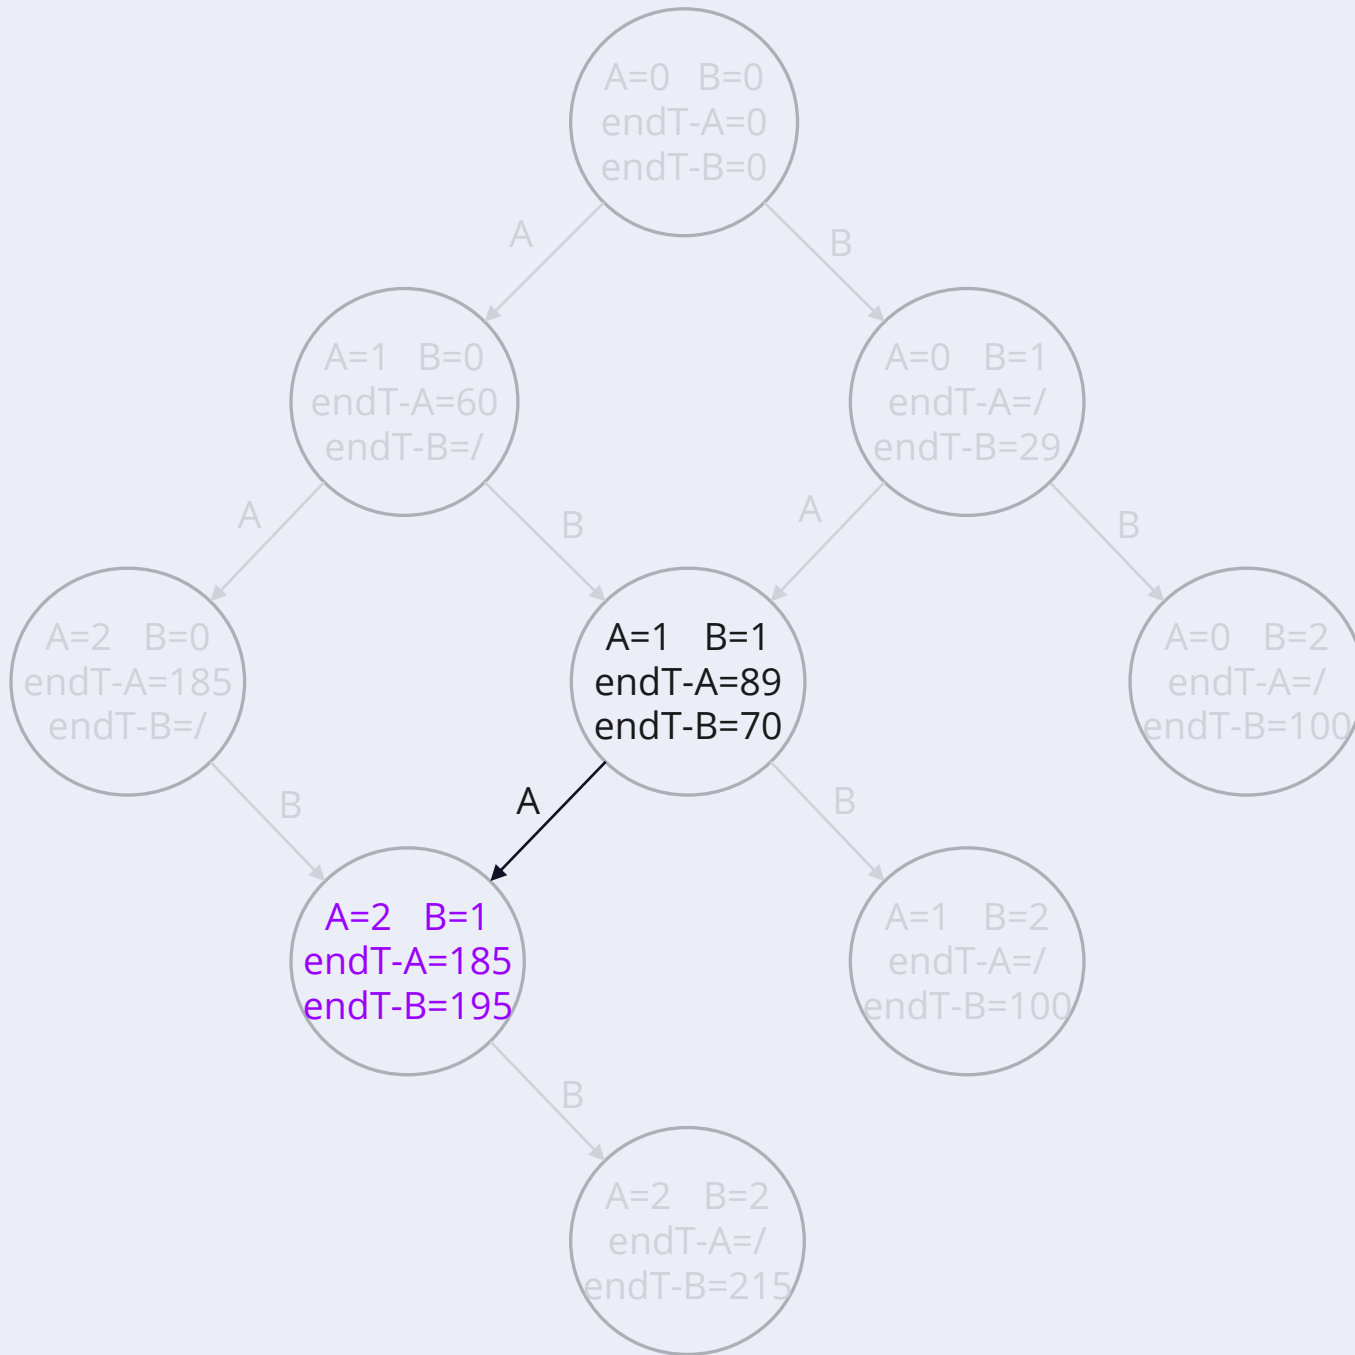 A=0 B=0
endT-A=0
endT-B=0
A
B
A=1 B=0
endT-A=60
endT-B=/
A=0 B=1
endT-A=/
endT-B=29
A
B
A
B
A=2 B=0
endT-A=185
endT-B=/
A=1 B=1
endT-A=89
endT-B=70
A=0 B=2
endT-A=/
endT-B=100
B
A
B
A=2 B=1
endT-A=185
endT-B=195
A=1 B=2
endT-A=/
endT-B=100
B
A=2 B=2
endT-A=/
endT-B=215